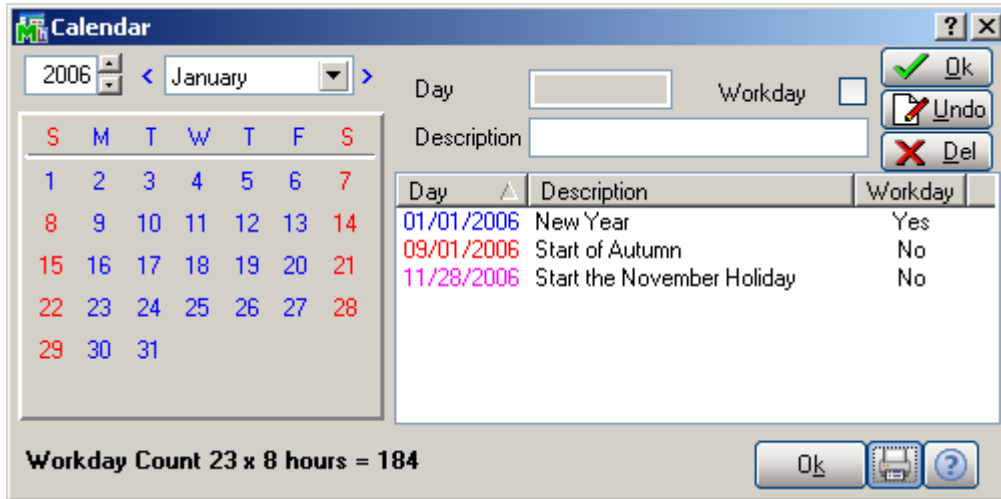 Calendar
2006 < January >
S M T W T F S
1 2 3 4 5 6 7
8 9 10 11 12 13 14
15 16 17 18 19 20 21
22 23 24 25 26 27 28
29 30 31
Day Workday
Description
Ok
Undo
Del
Day Description Workday
01/01/2006 New Year Yes
09/01/2006 Start of Autumn No
11/28/2006 Start the November Holiday No
Workday Count 23 x 8 hours = 184
Ok